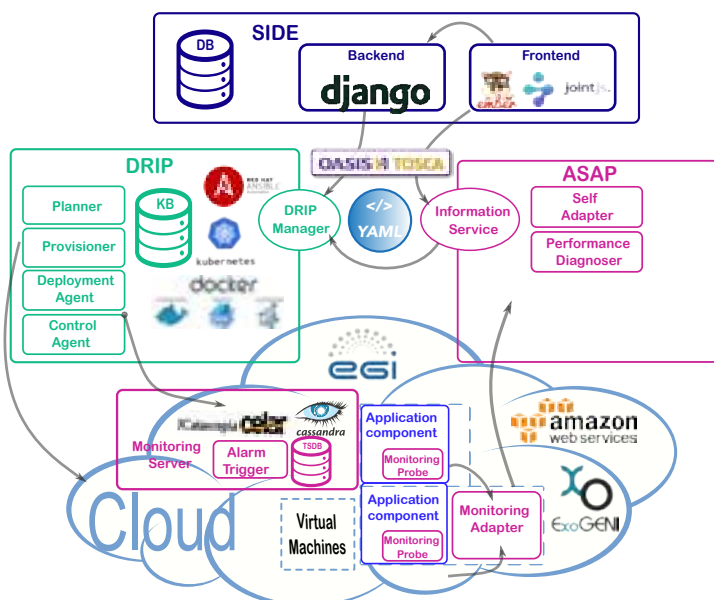 SIDE
DB
Backend
django
Frontend
ember
jointjs.
OASIS TOSCA
DRIP
Planner
Provisioner
Deployment
Agent
Control
Agent
KB
RED HAT
ANSIBLE
kubernetes
docker
DRIP
Manager
</>
YAML
Information
Service
ASAP
Self
Adapter
Performance
Diagnoser
egi
cassandra
Monitoring
Server
Alarm
Trigger
TSDB
Application
component
Monitoring
Probe
Application
component
Monitoring
Probe
Monitoring
Adapter
amazon
web services
ExoGENI
Cloud
Virtual
Machines